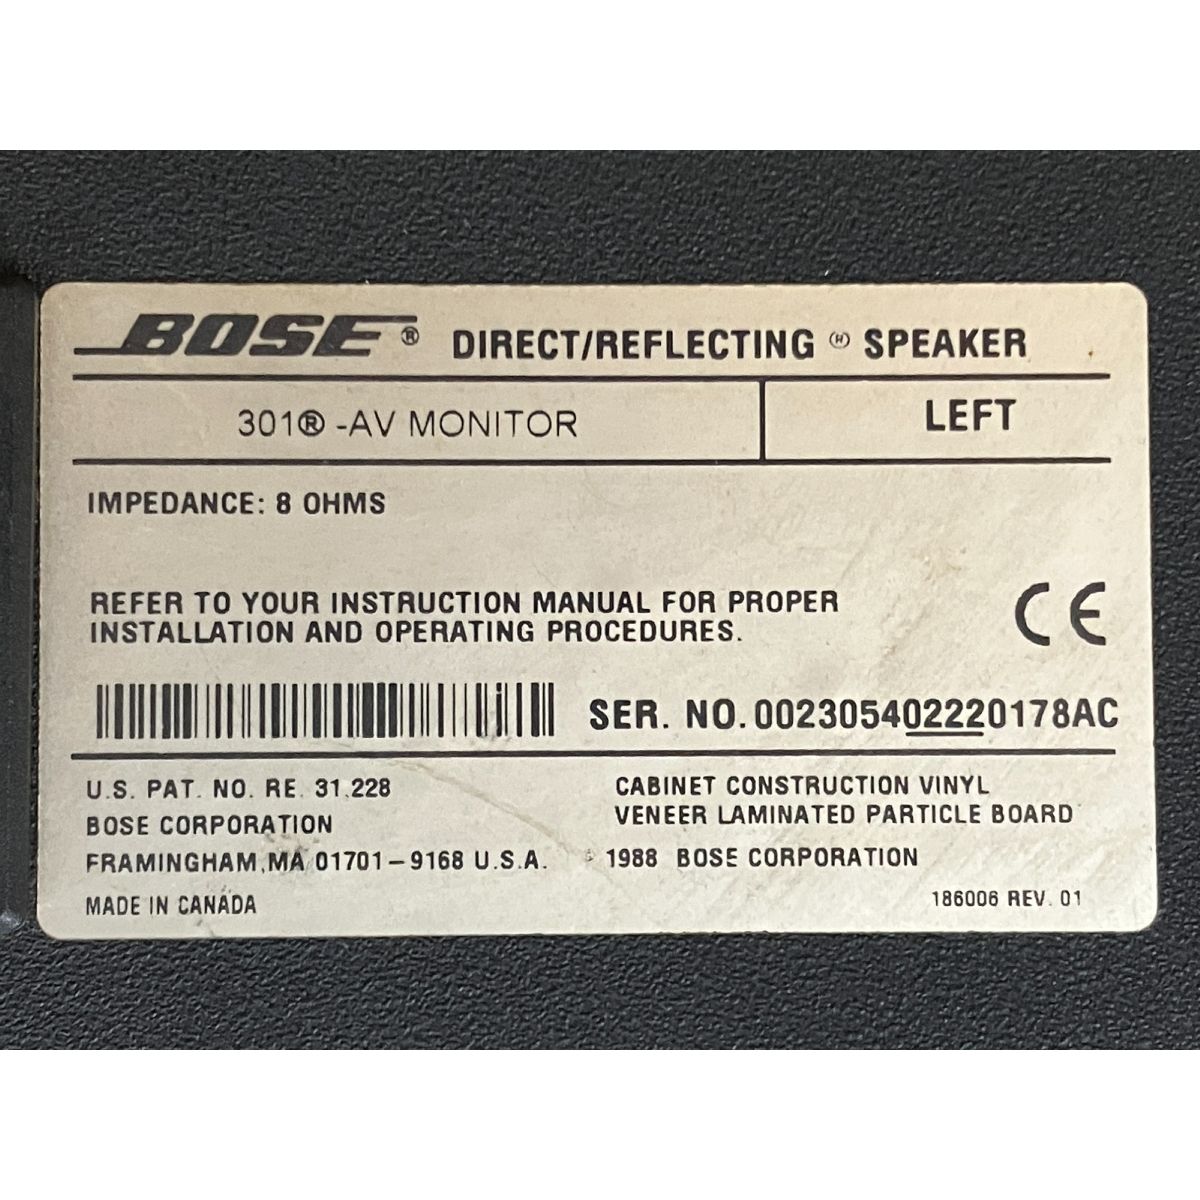 BOSE® DIRECT/REFLECTING ® SPEAKER
301® -AV MONITOR LEFT
IMPEDANCE: 8 OHMS
REFER TO YOUR INSTRUCTION MANUAL FOR PROPER
INSTALLATION AND OPERATING PROCEDURES.
CE
SER. NO. 002305402220178AC
U.S. PAT. NO. RE. 31,228
BOSE CORPORATION
FRAMINGHAM, MA 01701-9168 U.S.A.
MADE IN CANADA
CABINET CONSTRUCTION VINYL
VENEER LAMINATED PARTICLE BOARD
© 1988 BOSE CORPORATION
186006 REV. 01